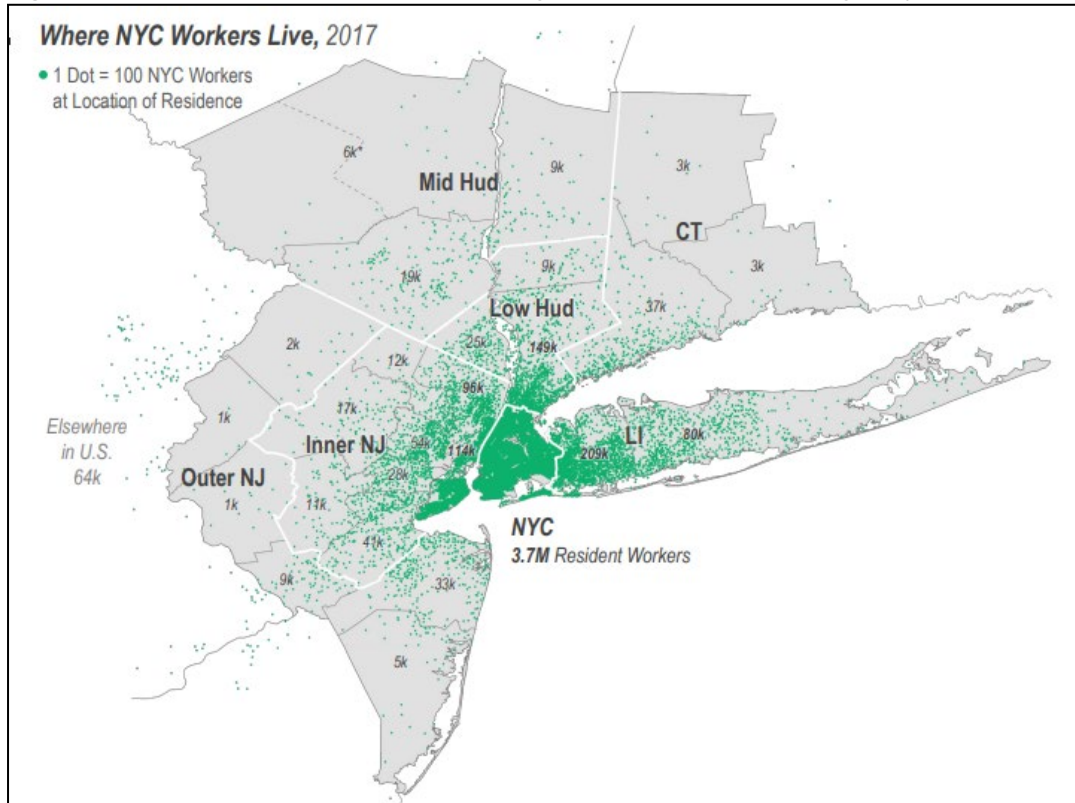 Where NYC Workers Live, 2017
1 Dot = 100 NYC Workers
at Location of Residence
6k*
Mid Hud
9k
3k
CT
9k
3k
19k
Low Hud
37k
25k
149k
2k
12k
96k
17k
1k
Elsewhere
in U.S.
64k
Inner NJ
54k
114k
LI
80k
209k
28k
Outer NJ
1k
11k
41k
NYC
3.7M Resident Workers
9k
33k
5k